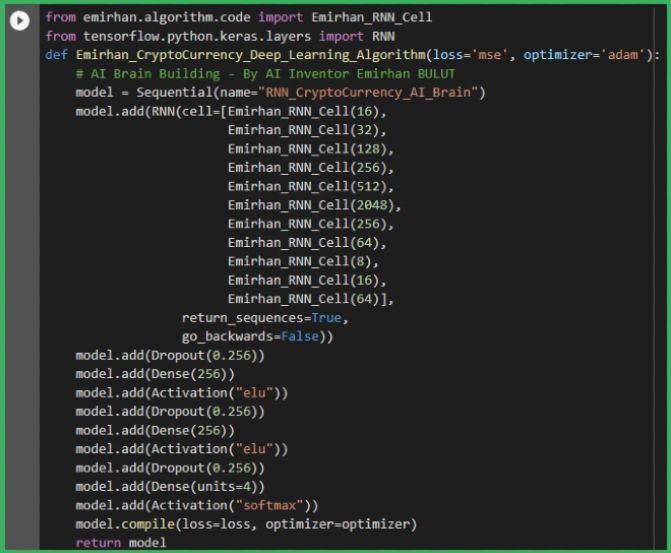 from emirhan.algorithm.code import Emirhan_RNN_Cell
from tensorflow.python.keras.layers import RNN
def Emirhan_CryptoCurrency_Deep_Learning_Algorithm(loss='mse', optimizer='adam'):
    # AI Brain Building - By AI Inventor Emirhan BULUT
    model = Sequential(name="RNN_CryptoCurrency_AI_Brain")
    model.add(RNN(cell=[Emirhan_RNN_Cell(16),
                        Emirhan_RNN_Cell(32),
                        Emirhan_RNN_Cell(128),
                        Emirhan_RNN_Cell(256),
                        Emirhan_RNN_Cell(512),
                        Emirhan_RNN_Cell(2048),
                        Emirhan_RNN_Cell(256),
                        Emirhan_RNN_Cell(64),
                        Emirhan_RNN_Cell(8),
                        Emirhan_RNN_Cell(16),
                        Emirhan_RNN_Cell(64)],
                  return_sequences=True,
                  go_backwards=False))
    model.add(Dropout(0.256))
    model.add(Dense(256))
    model.add(Activation("elu"))
    model.add(Dropout(0.256))
    model.add(Dense(256))
    model.add(Activation("elu"))
    model.add(Dropout(0.256))
    model.add(Dense(units=4))
    model.add(Activation("softmax"))
    model.compile(loss=loss, optimizer=optimizer)
    return model